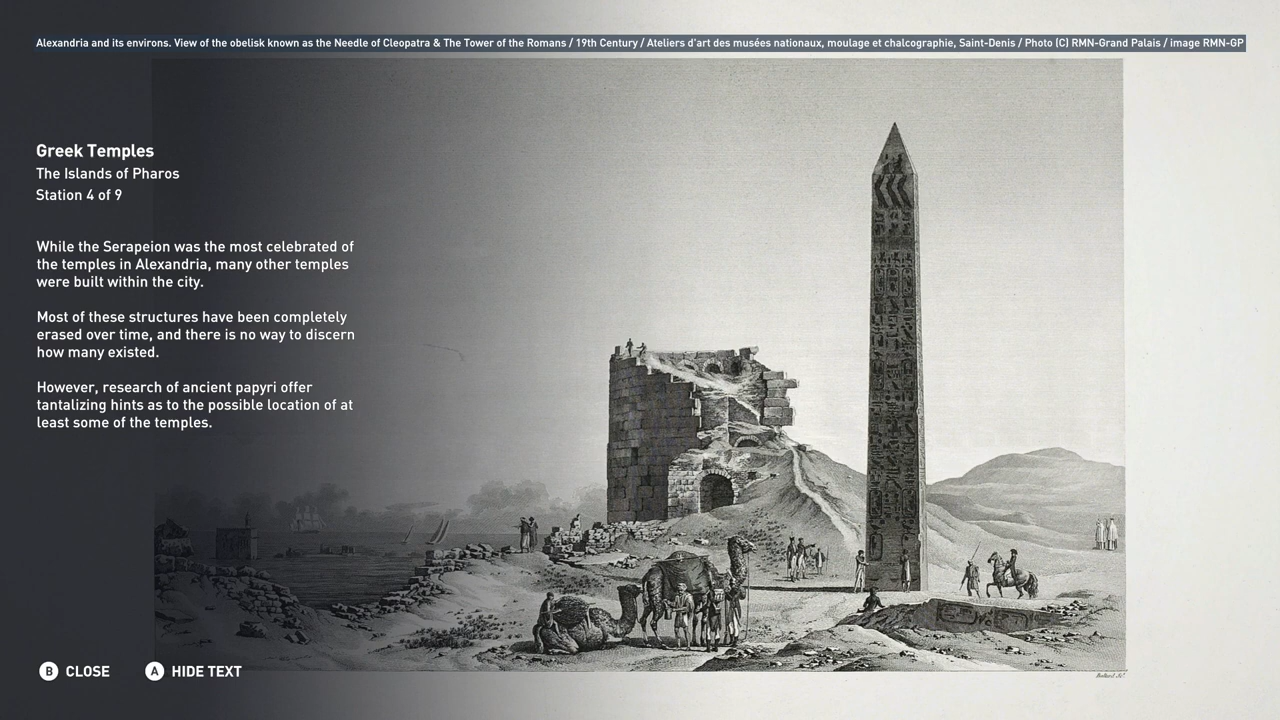 Alexandria and its environs. View of the obelisk known as the Needle of Cleopatra & The Tower of the Romans / 19th Century / Ateliers d'art des musées nationaux, moulage et chalcographie, Saint-Denis / Photo (C) RMN-Grand Palais / image RMN-GP
Greek Temples
The Islands of Pharos
Station 4 of 9
While the Serapeion was the most celebrated of
the temples in Alexandria, many other temples
were built within the city.
Most of these structures have been completely
erased over time, and there is no way to discern
how many existed.
However, research of ancient papyri offer
tantalizing hints as to the possible location of at
least some of the temples.
B CLOSE
A HIDE TEXT